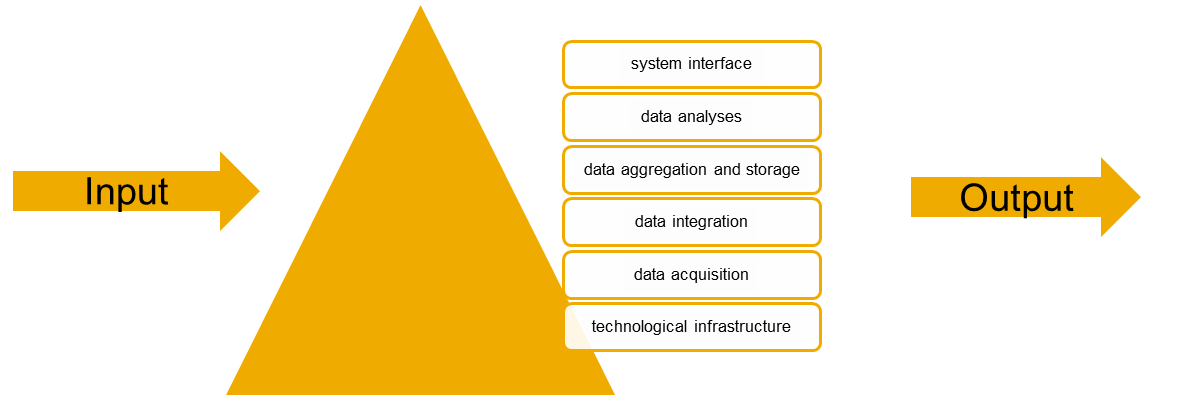 Input
system interface
data analyses
data aggregation and storage
data integration
data acquisition
technological infrastructure
Output